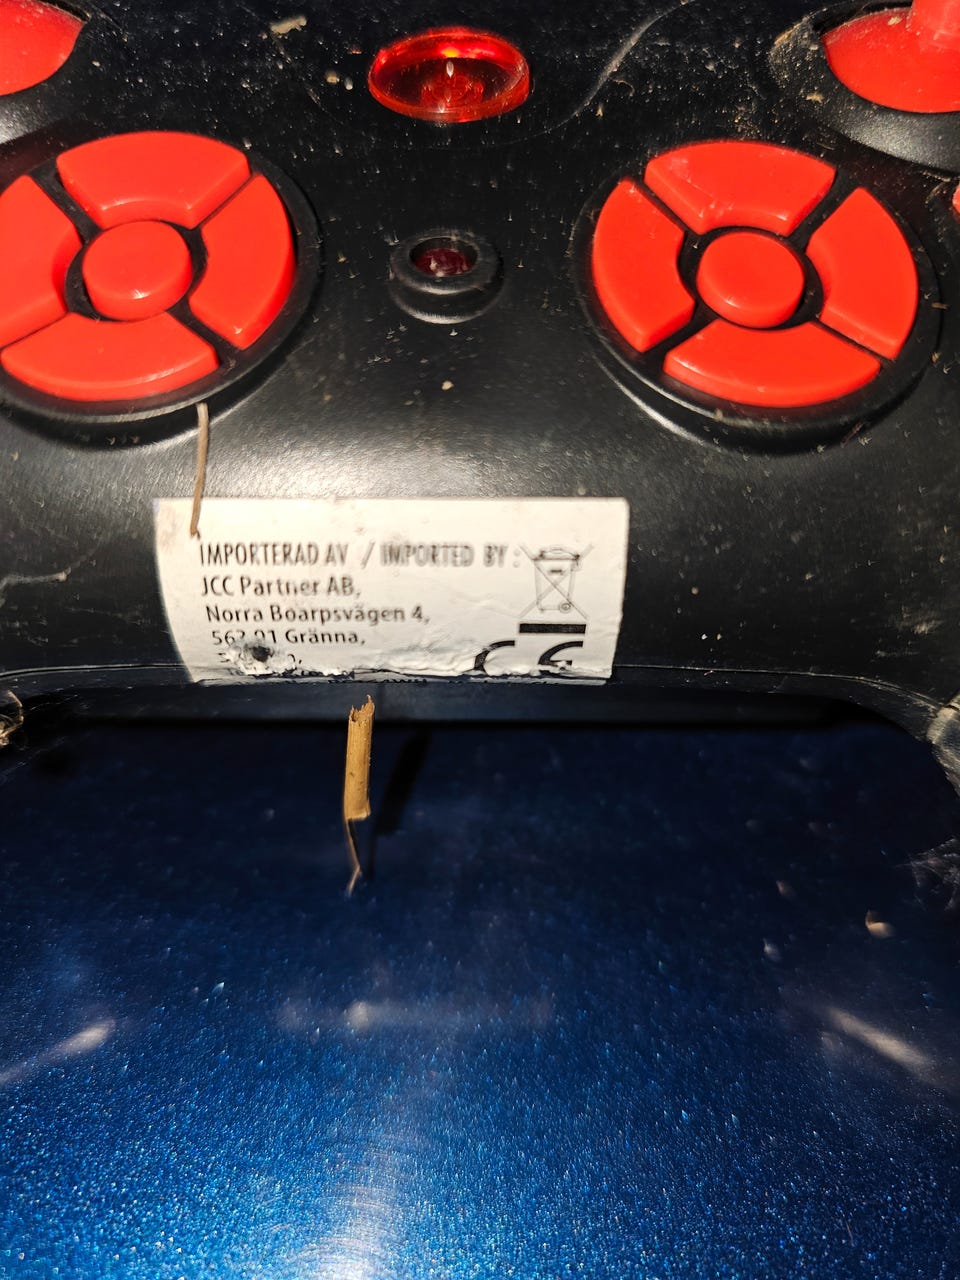 IMPORTERAD AV / IMPORTED BY :
JCC Partner AB,
Norra Boarpsvägen 4,
563 91 Gränna,
CE